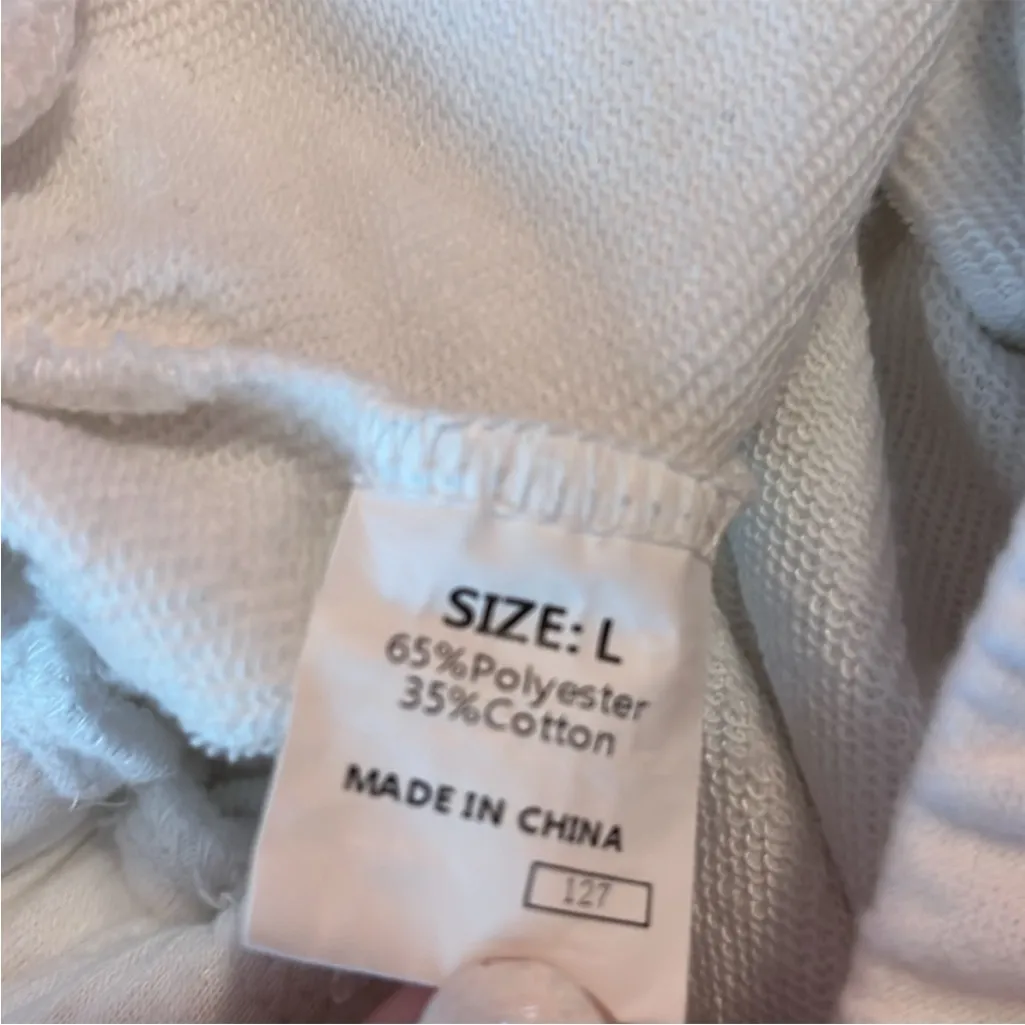 SIZE: L
65%Polyester
35%Cotton
MADE IN CHINA
127